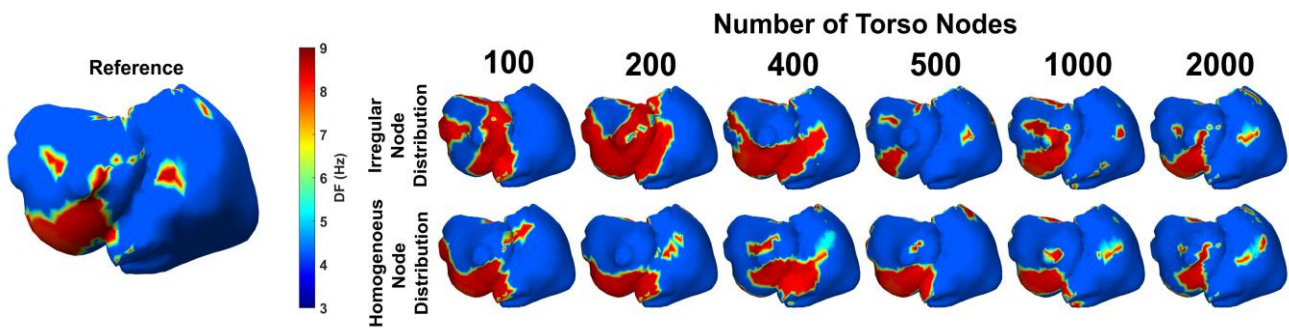 Number of Torso Nodes
Reference
9
8
7
6
5
4
3
DF (Hz)
100 200 400 500 1000 2000
Irregular
Node
Distribution
Homogenoeous
Node
Distribution